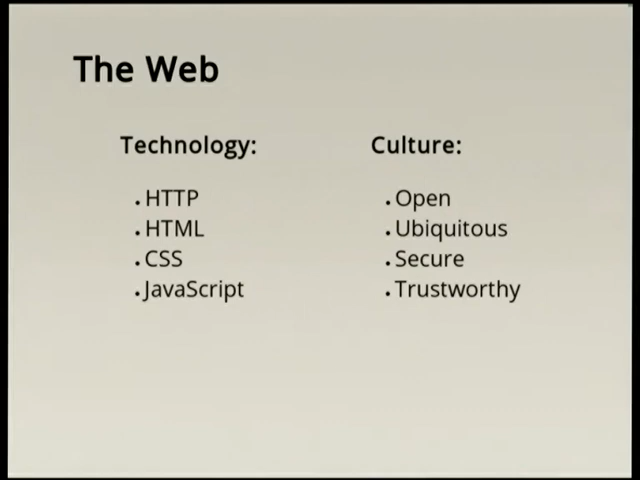 The Web
Technology:
• HTTP
• HTML
• CSS
• JavaScript
Culture:
• Open
• Ubiquitous
• Secure
• Trustworthy